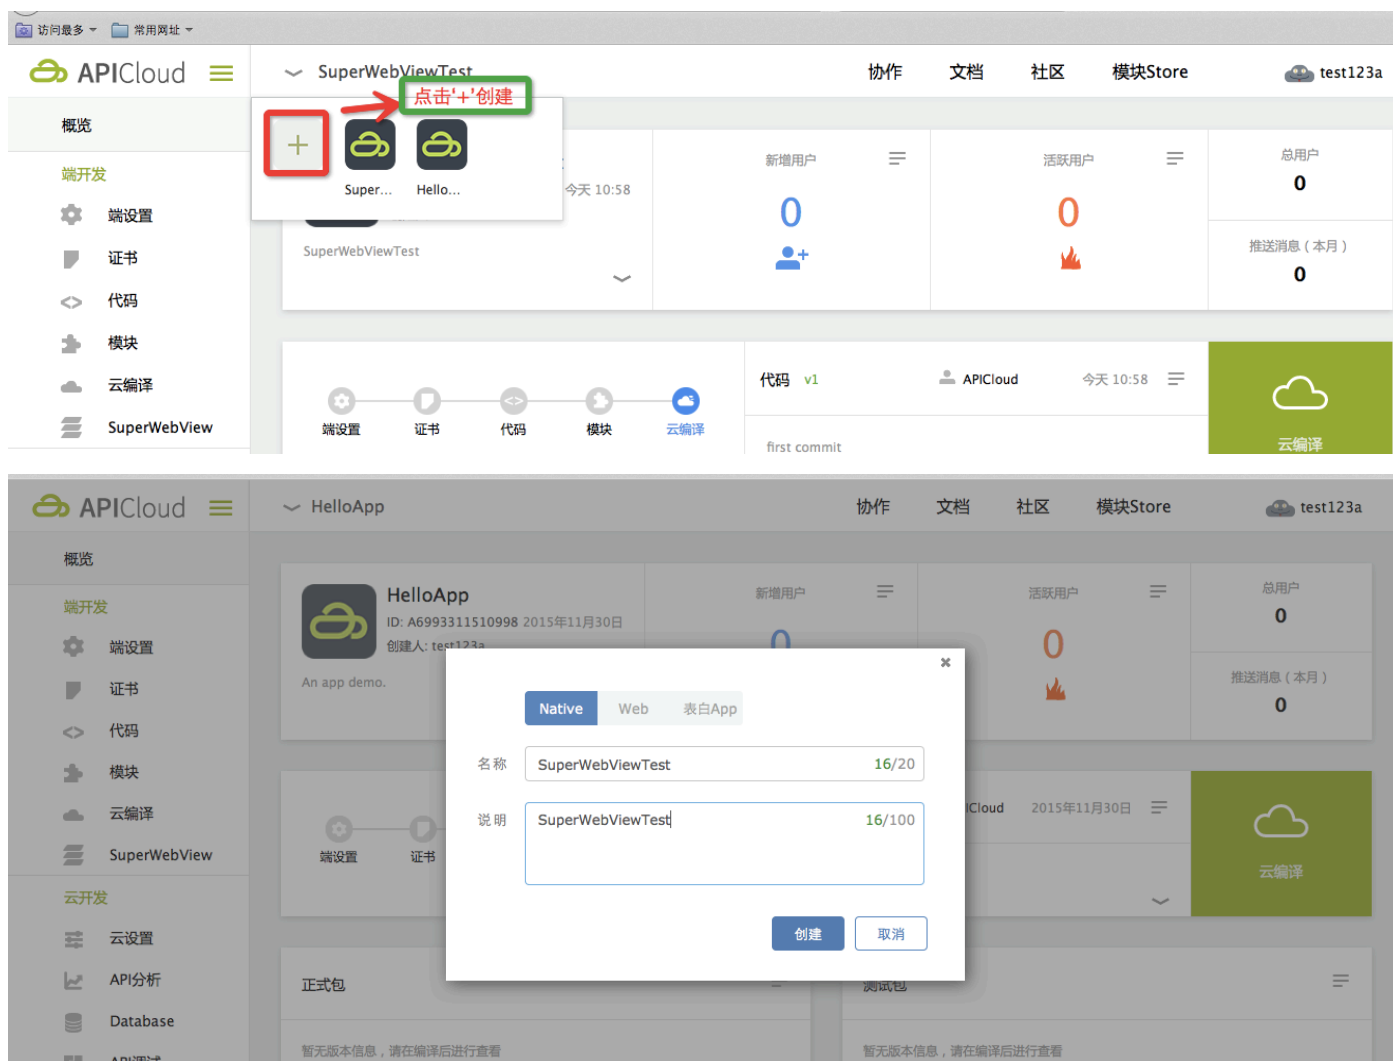 访问最多 常用网址
APICloud SuperWebViewTest 协作 文档 社区 模块Store test123a
点击'+'创建
概览
Super... Hello...
今天 10:58
SuperWebViewTest
新增用户
0
活跃用户
0
总用户
0
推送消息（本月）
0
端开发
端设置
证书
代码
模块
云编译
SuperWebView
端设置 证书 代码 模块 云编译
代码 v1 APICloud 今天 10:58
first commit
云编译
APICloud HelloApp 协作 文档 社区 模块Store test123a
概览
端开发
端设置
证书
代码
模块
云编译
SuperWebView
云开发
云设置
API分析
Database
API调试
HelloApp
ID: A6993311510998 2015年11月30日
创建人: test123a
An app demo.
新增用户
0
活跃用户
0
总用户
0
推送消息（本月）
0
端设置 证书
Native Web 表白App
名称 SuperWebViewTest 16/20
说明 SuperWebViewTest 16/100
创建 取消
ICloud 2015年11月30日
云编译
正式包
暂无版本信息，请在编译后进行查看
测试包
暂无版本信息，请在编译后进行查看